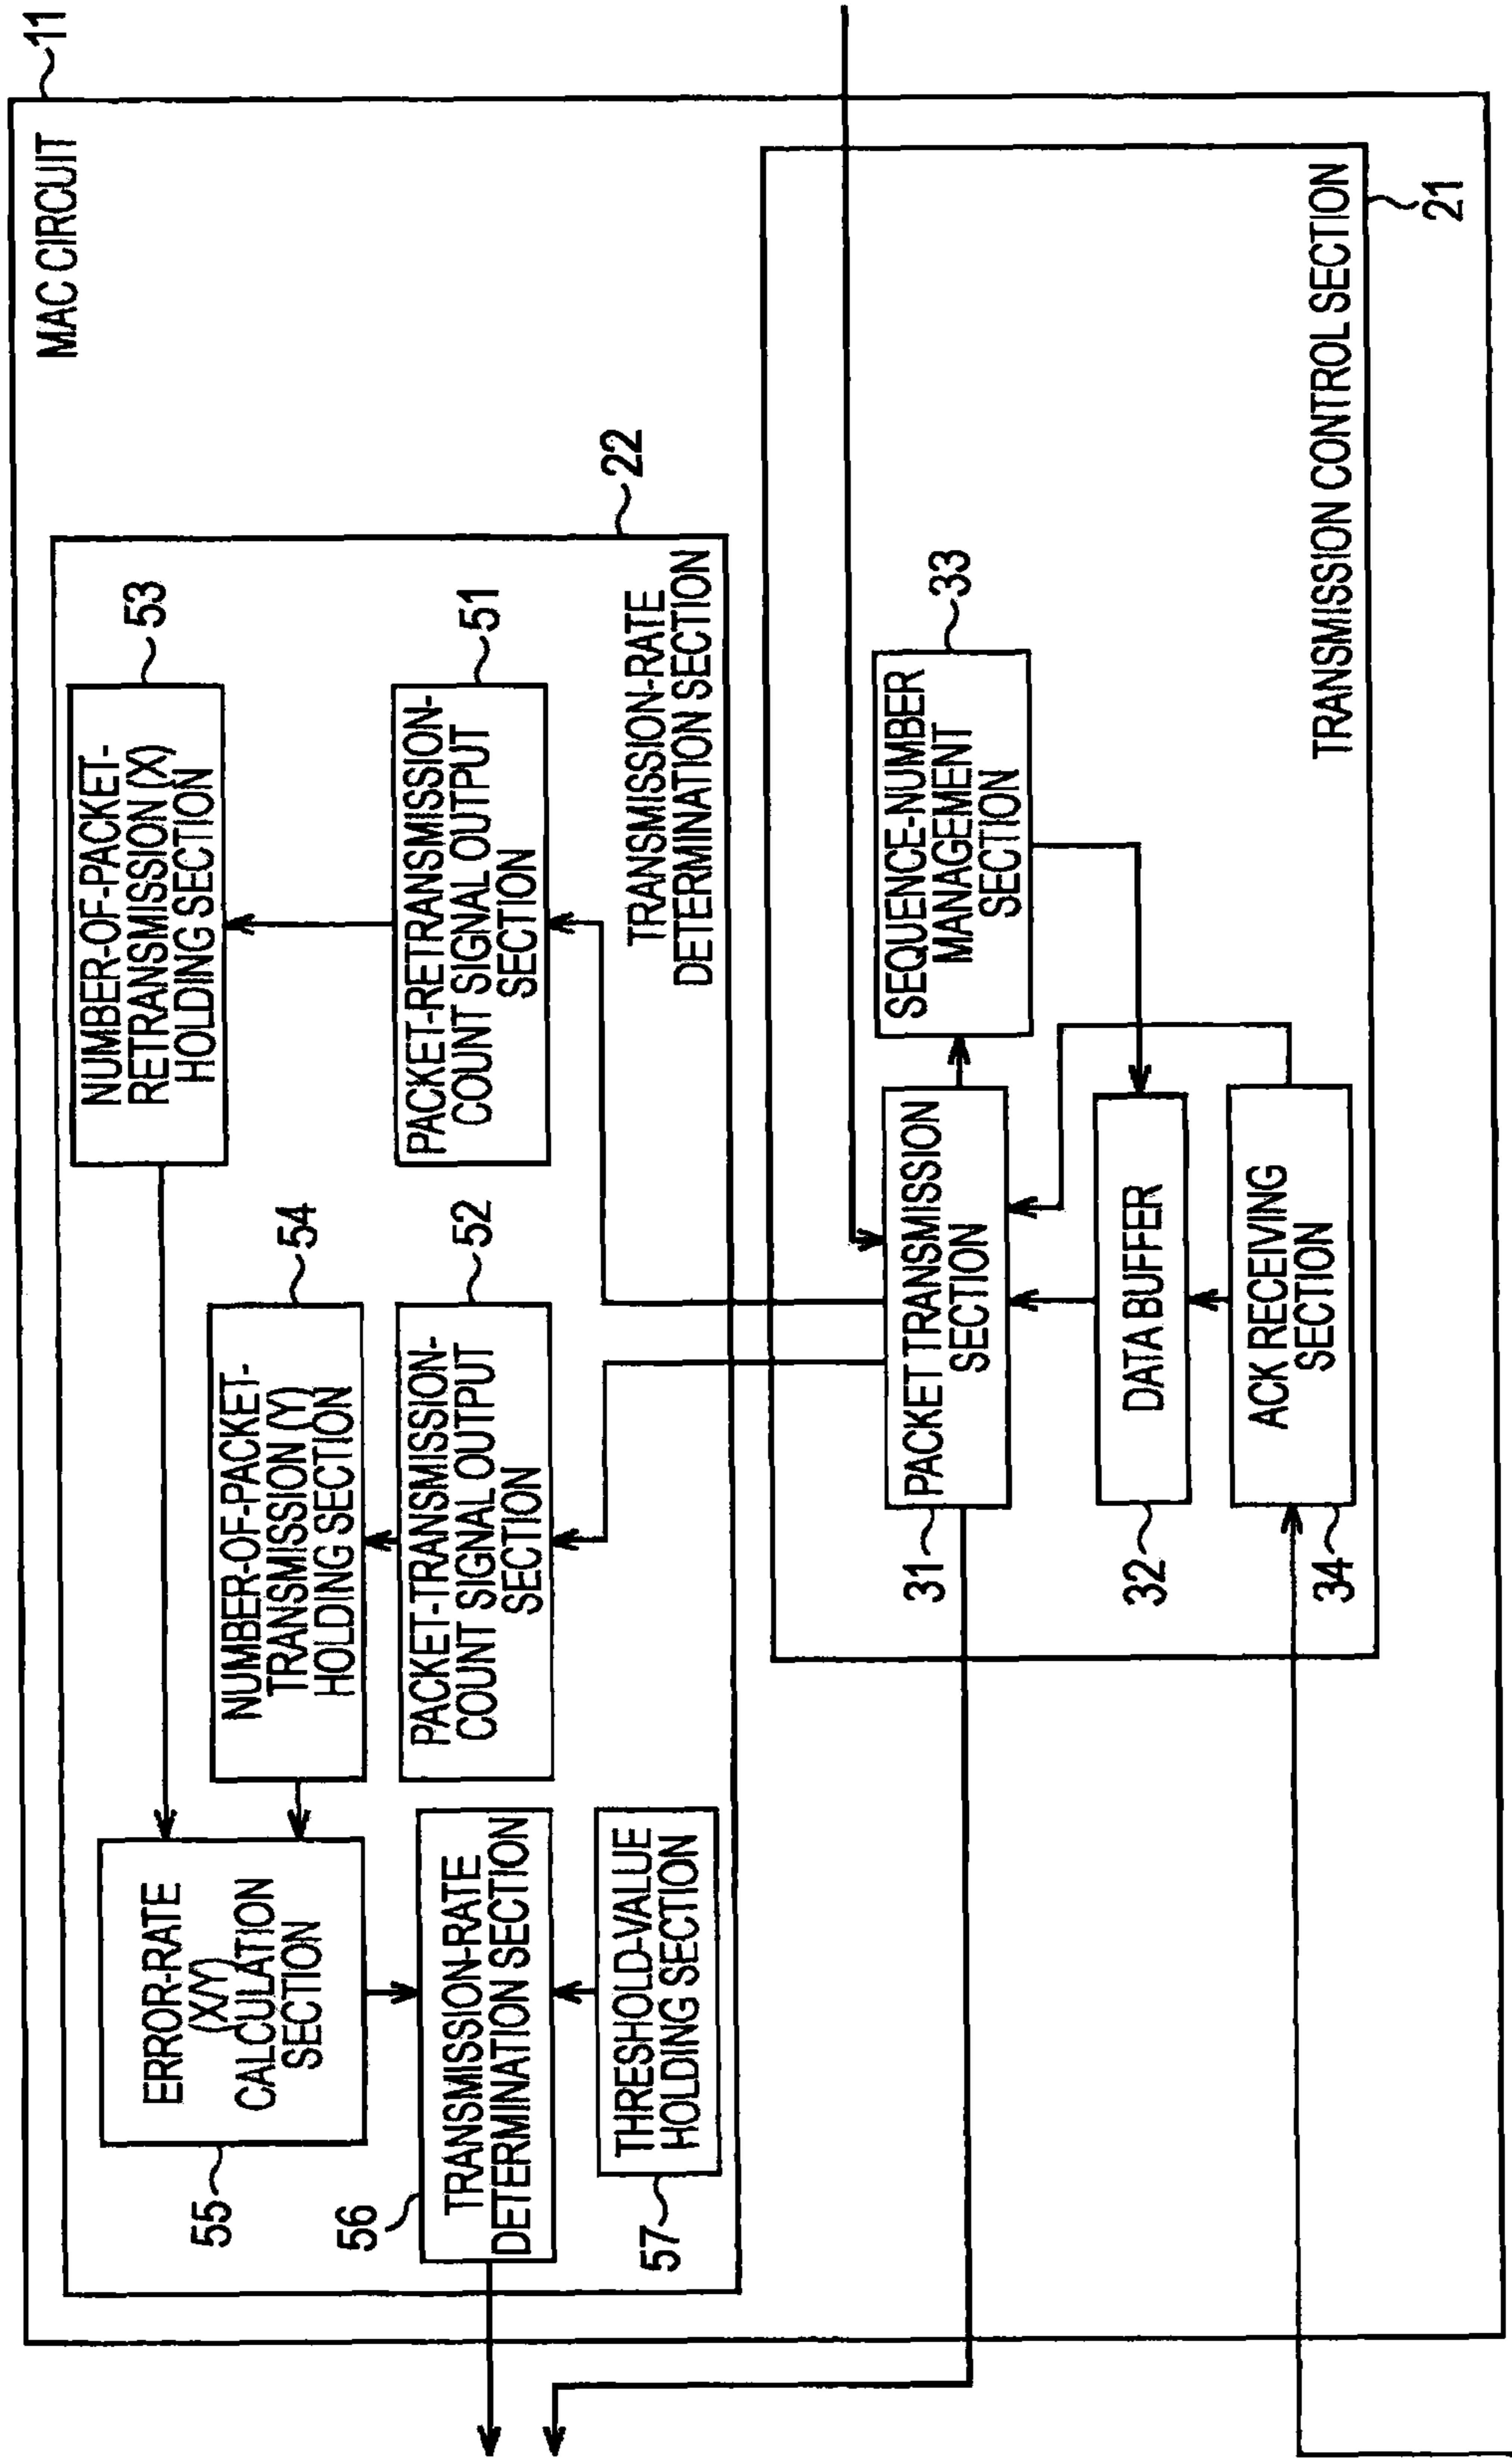 11
MAC CIRCUIT
22
TRANSMISSION-RATE
DETERMINATION SECTION
55
ERROR-RATE
(X/Y)
CALCULATION
SECTION
54
NUMBER-OF-PACKET-
TRANSMISSION (Y)
HOLDING SECTION
53
NUMBER-OF-PACKET-
RETRANSMISSION (X)
HOLDING SECTION
56
TRANSMISSION-RATE
DETERMINATION SECTION
52
PACKET-TRANSMISSION-
COUNT SIGNAL OUTPUT
SECTION
51
PACKET-RETRANSMISSION-
COUNT SIGNAL OUTPUT
SECTION
57
THRESHOLD-VALUE
HOLDING SECTION
31
PACKET TRANSMISSION
SECTION
33
SEQUENCE-NUMBER
MANAGEMENT
SECTION
32
DATA BUFFER
34
ACK RECEIVING
SECTION
TRANSMISSION CONTROL SECTION
21